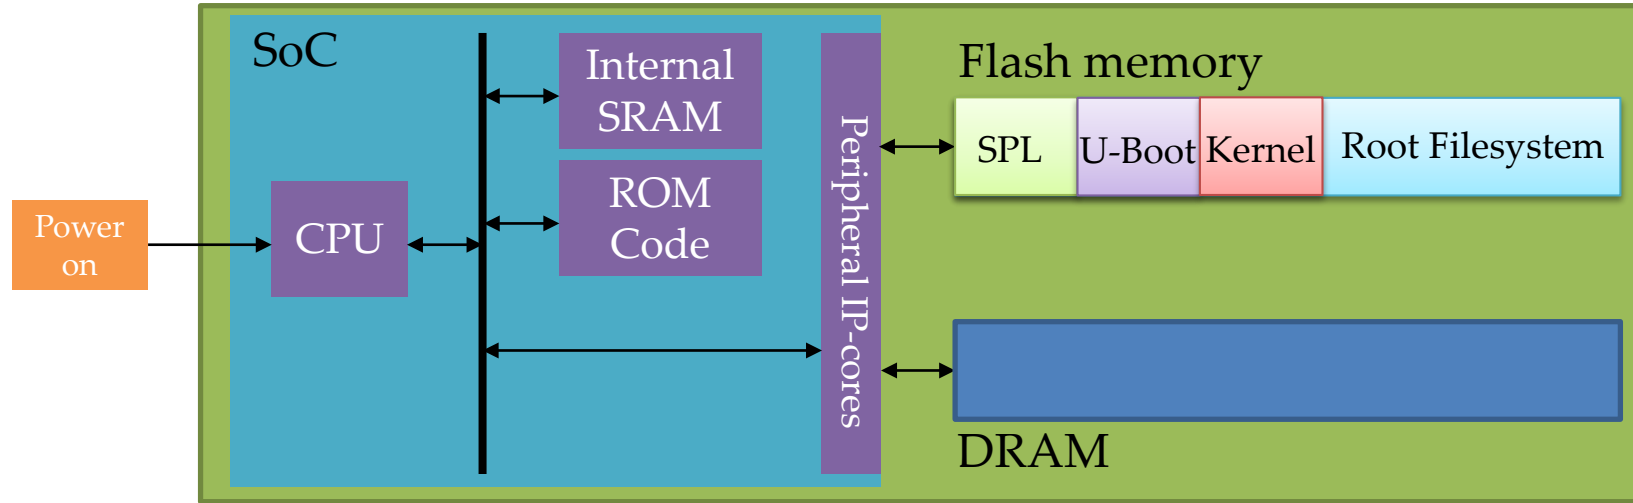 SoC
Internal
SRAM
ROM
Code
CPU
Power
on
Peripheral IP-cores
Flash memory
SPL
U-Boot
Kernel
Root Filesystem
DRAM